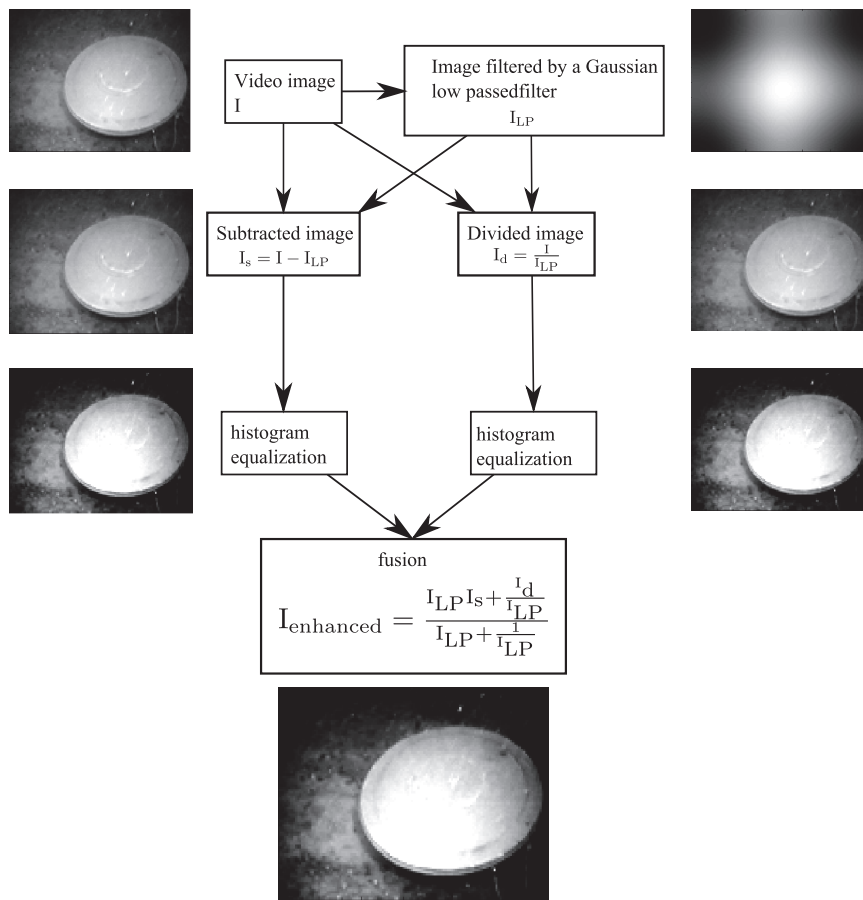 Video image
I
Image filtered by a Gaussian
low passedfilter
I_LP
Subtracted image
I_s = I − I_LP
Divided image
I_d = I / I_LP
histogram
equalization
histogram
equalization
fusion
I_enhanced = (I_LP I_s + I_d / I_LP) / (I_LP + 1 / I_LP)